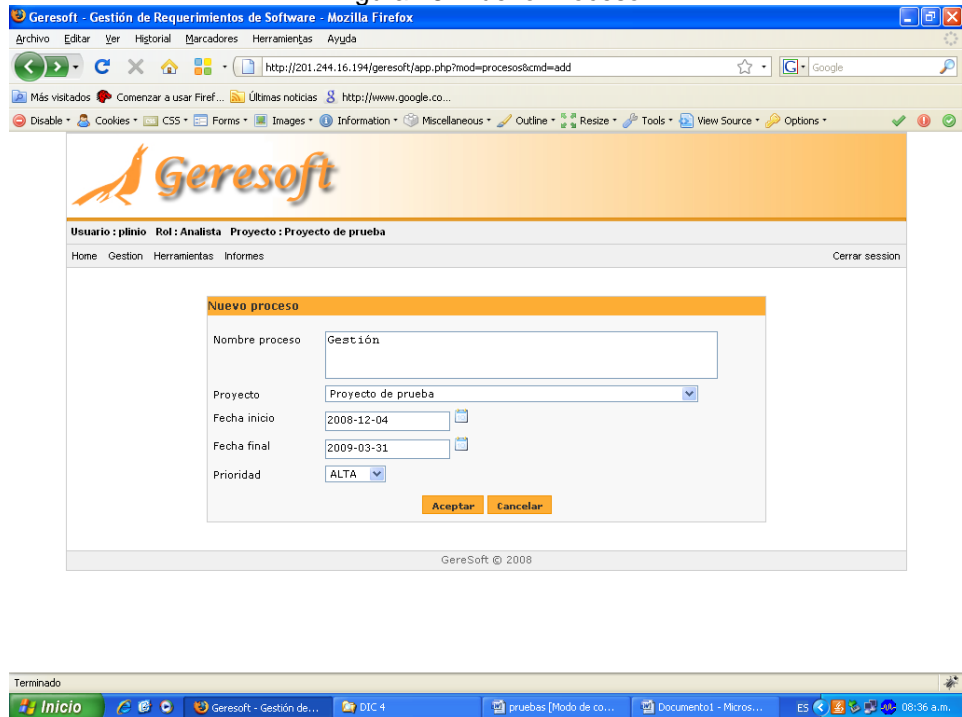 Geresoft - Gestión de Requerimientos de Software - Mozilla Firefox
Archivo Editar Ver Historial Marcadores Herramientas Ayuda
http://201.244.16.194/geresoft/app.php?mod=procesos&cmd=add
G Google
Más visitados Comenzar a usar Firef... Últimas noticias http://www.google.co...
Disable Cookies CSS Forms Images Information Miscellaneous Outline Resize Tools View Source Options
Geresoft
Usuario : plinio Rol : Analista Proyecto : Proyecto de prueba
Home Gestion Herramientas Informes Cerrar session
Nuevo proceso
Nombre proceso Gestión
Proyecto Proyecto de prueba
Fecha inicio 2008-12-04
Fecha final 2009-03-31
Prioridad ALTA
Aceptar Cancelar
GereSoft © 2008
Terminado
Inicio Geresoft - Gestión de... DIC 4 pruebas [Modo de co... Documento1 - Micros... ES 08:36 a.m.